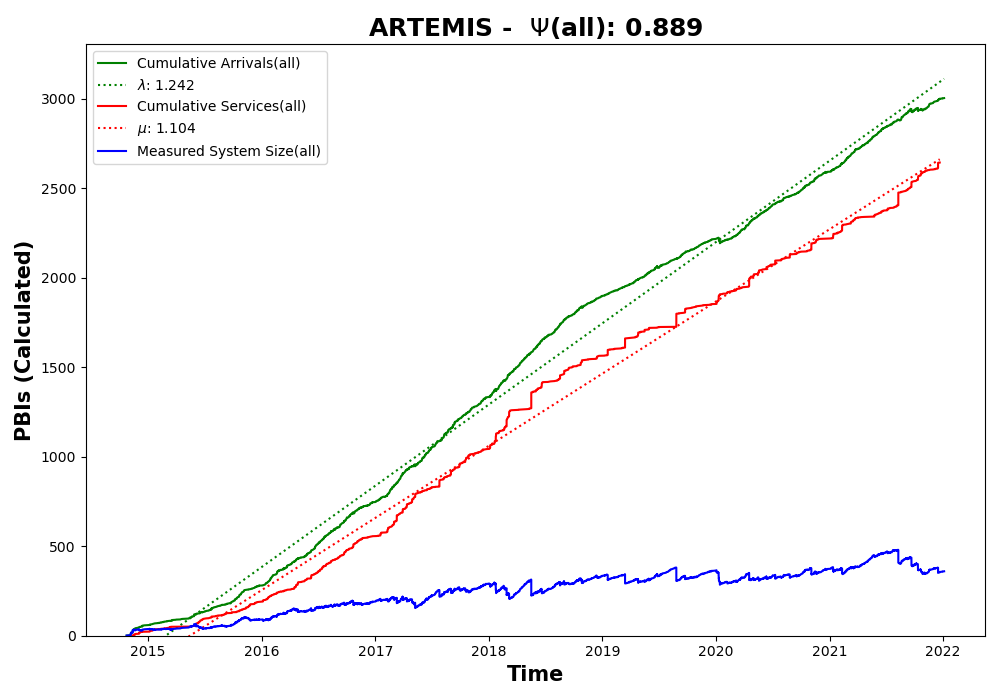 ARTEMIS - Ψ(all): 0.889
Cumulative Arrivals(all)
λ: 1.242
Cumulative Services(all)
μ: 1.104
Measured System Size(all)
PBIs (Calculated)
3000
2500
2000
1500
1000
500
0
2015 2016 2017 2018 2019 2020 2021 2022
Time